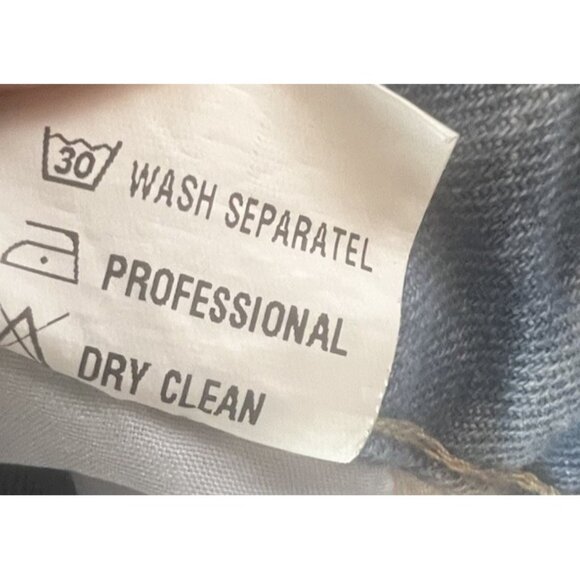 30 WASH SEPARATEL
PROFESSIONAL
DRY CLEAN